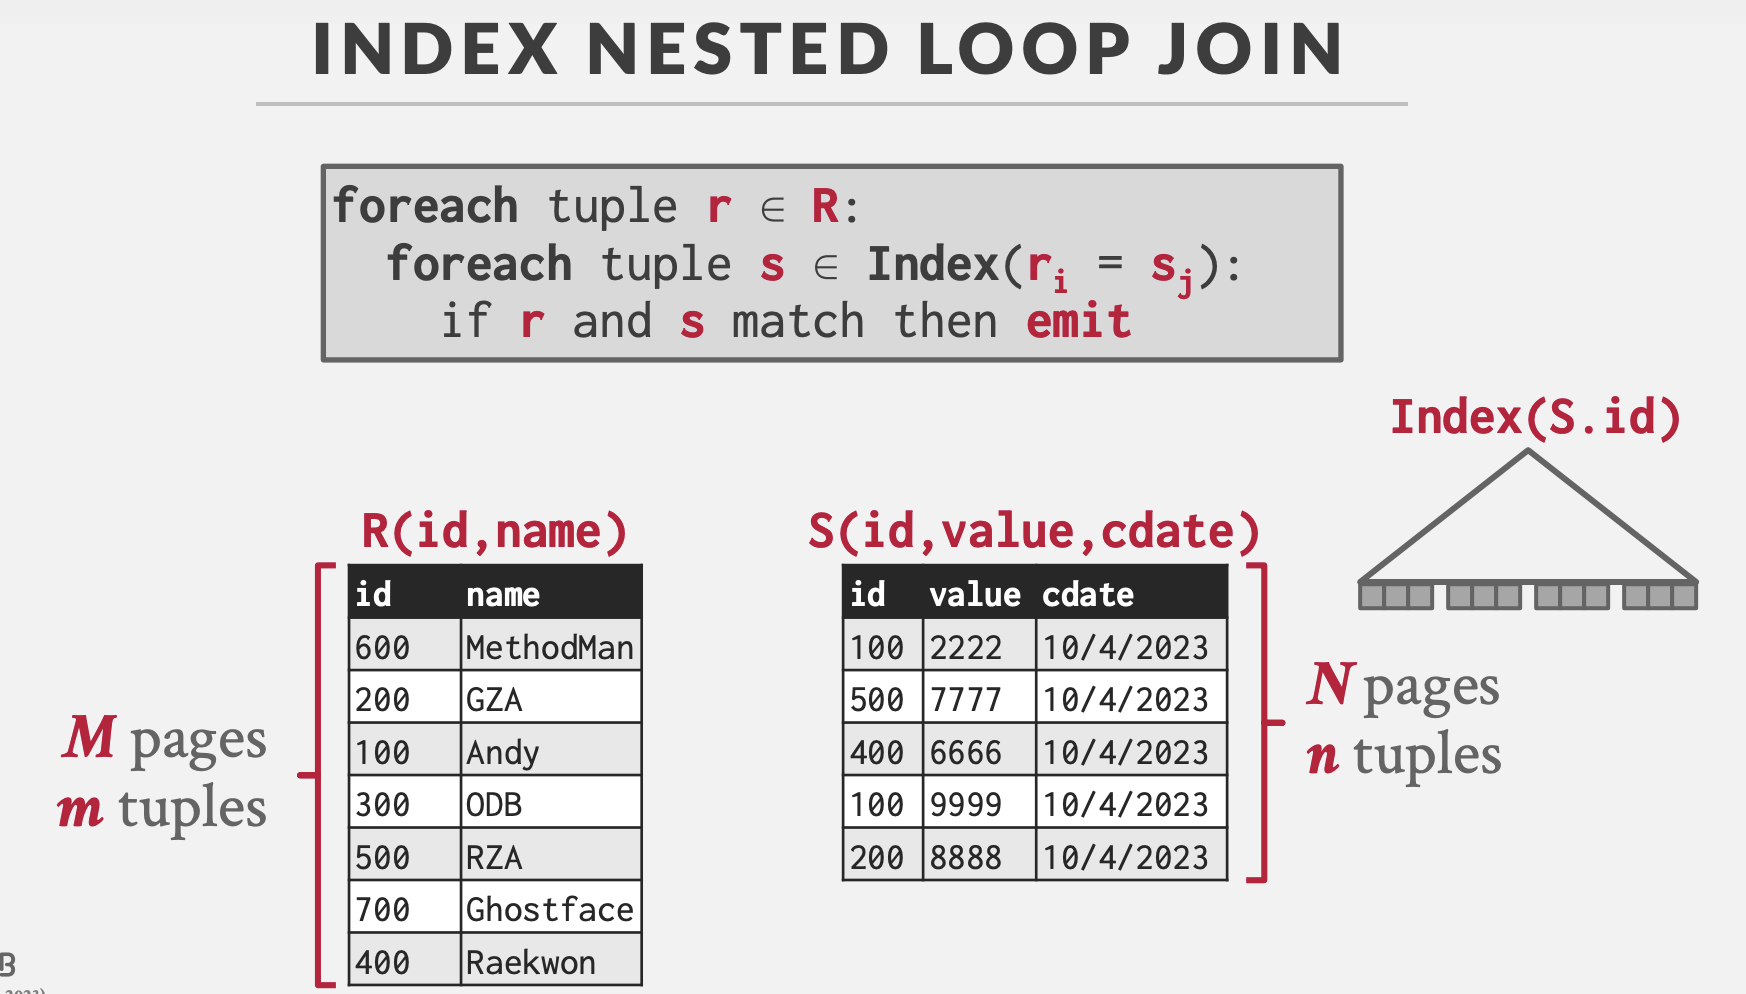 INDEX NESTED LOOP JOIN
foreach tuple r ∈ R:
foreach tuple s ∈ Index(ri = sj):
if r and s match then emit
Index(S.id)
R(id,name)
id name
600 MethodMan
200 GZA
100 Andy
300 ODB
500 RZA
700 Ghostface
400 Raekwon
M pages
m tuples
S(id,value,cdate)
id value cdate
100 2222 10/4/2023
500 7777 10/4/2023
400 6666 10/4/2023
100 9999 10/4/2023
200 8888 10/4/2023
N pages
n tuples